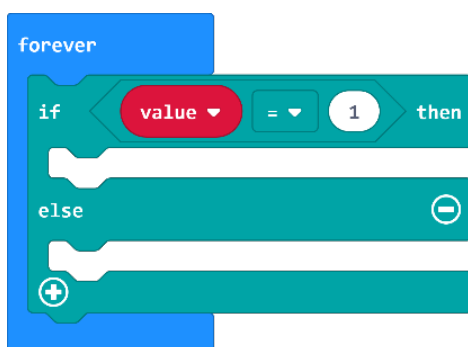 forever
if value = 1 then
else